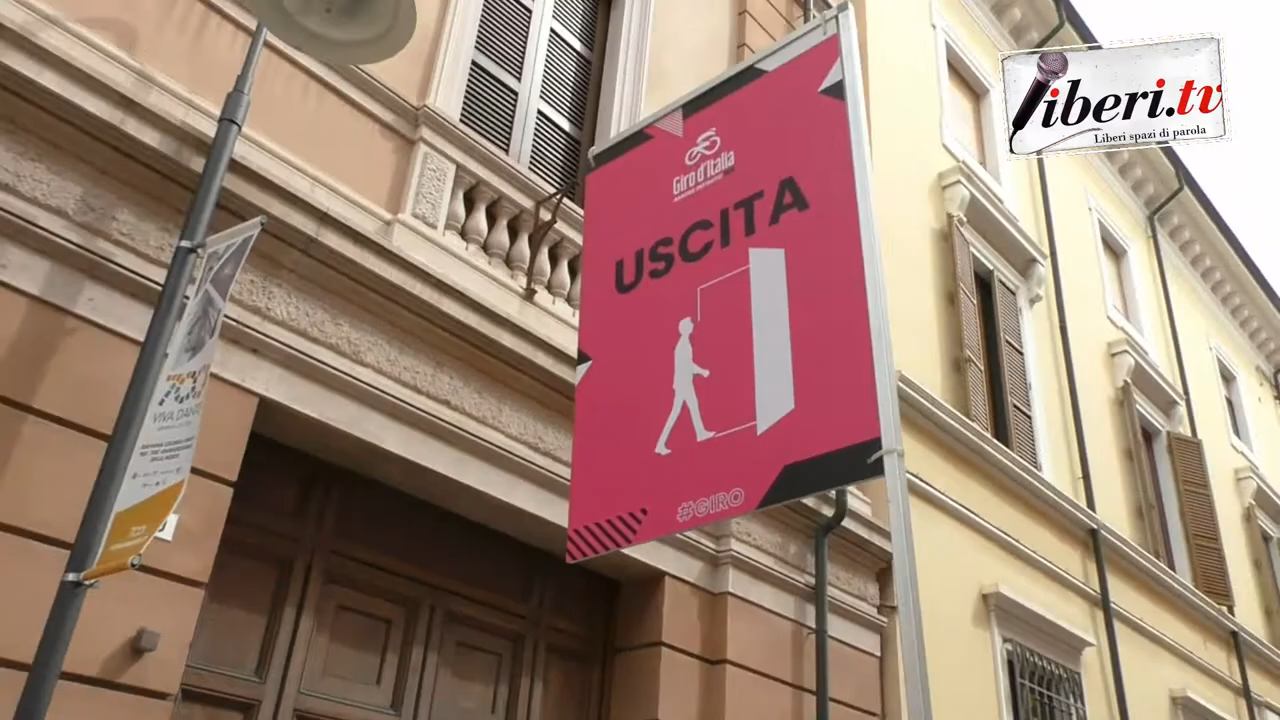 liberi.tv
Liberi spazi di parola
Giro d'Italia
USCITA
#GIRO
VIVA DANTE